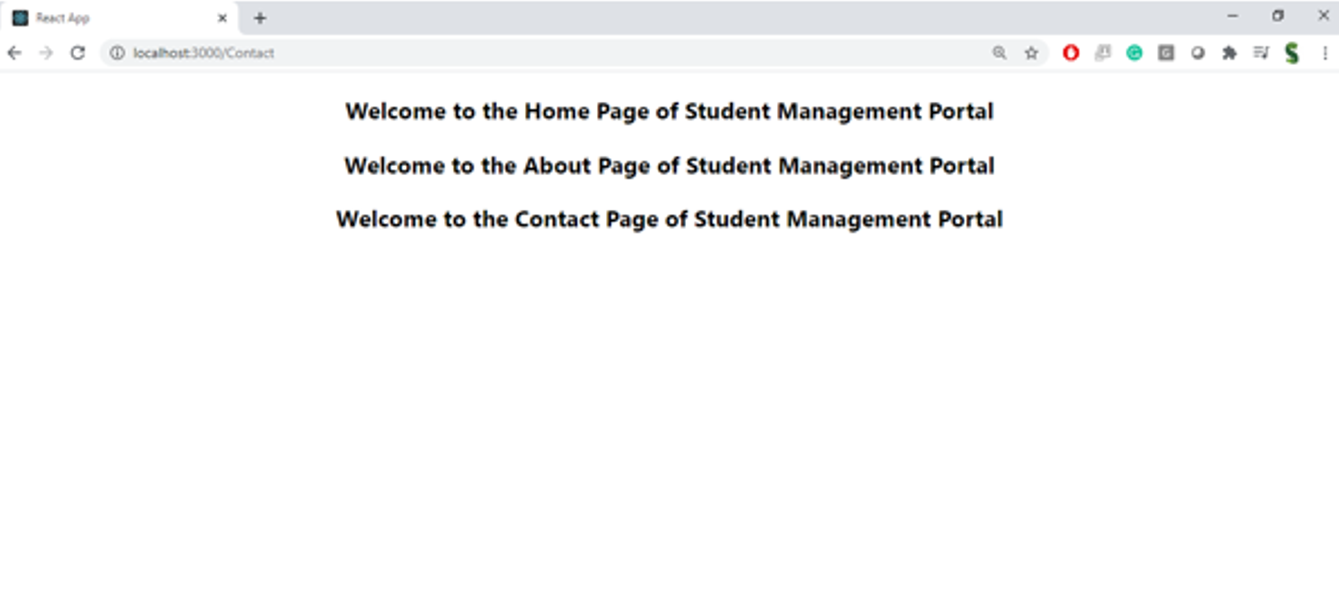 React App
localhost:3000/Contact
Welcome to the Home Page of Student Management Portal
Welcome to the About Page of Student Management Portal
Welcome to the Contact Page of Student Management Portal